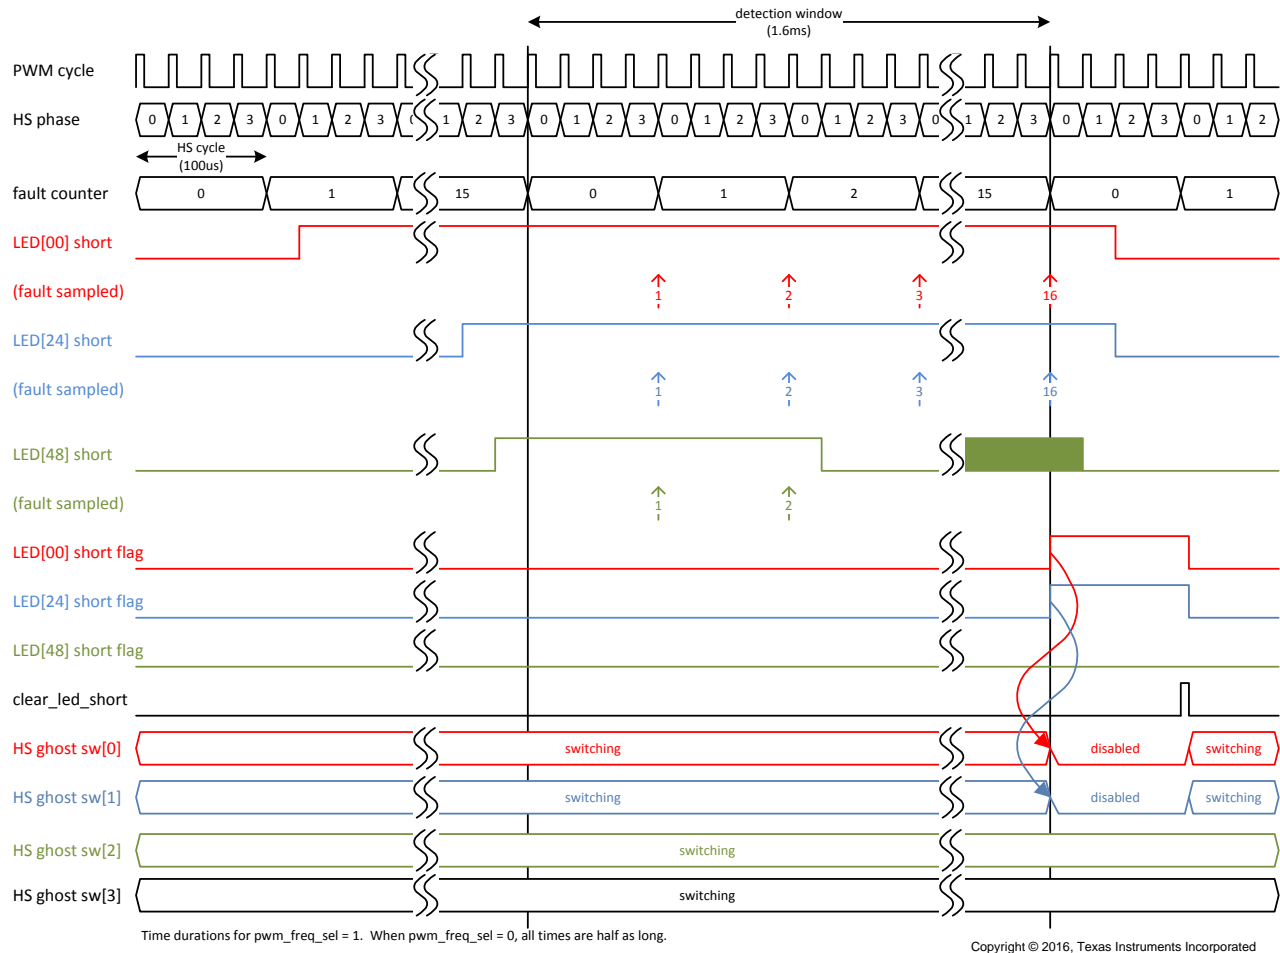 detection window
(1.6ms)
PWM cycle
HS phase 0 1 2 3 0 1 2 3 1 2 3 0 1 2 3 0 1 2 3 0 1 2 3 0 1 2 3 0 1 2 3 0 1 2
HS cycle
(100us)
fault counter 0 1 15 0 1 2 15 0 1
LED[00] short
(fault sampled) 1 2 3 16
LED[24] short
(fault sampled) 1 2 3 16
LED[48] short
(fault sampled) 1 2
LED[00] short flag
LED[24] short flag
LED[48] short flag
clear_led_short
HS ghost sw[0] switching disabled switching
HS ghost sw[1] switching disabled switching
HS ghost sw[2] switching
HS ghost sw[3] switching
Time durations for pwm_freq_sel = 1. When pwm_freq_sel = 0, all times are half as long.
Copyright © 2016, Texas Instruments Incorporated